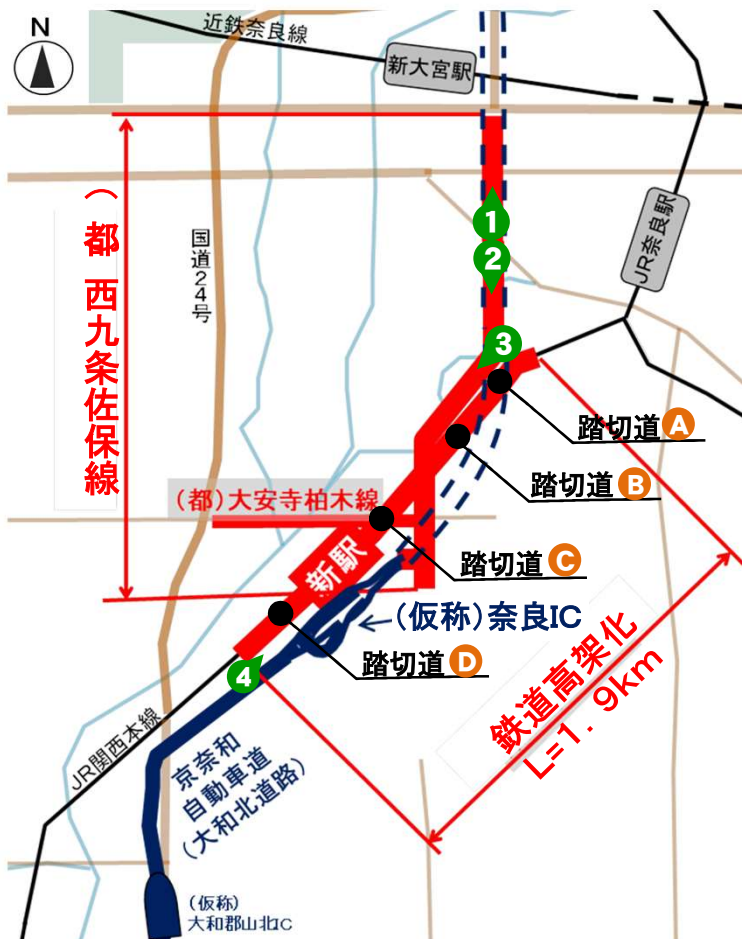 N
近鉄奈良線
新大宮駅
JR奈良駅
国道24号
（都 西九条佐保線
1
2
3
踏切道 A
踏切道 B
（都）大安寺柏木線
新駅
踏切道 C
（仮称）奈良IC
踏切道 D
4
鉄道高架化
L=1．9km
JR関西本線
京奈和
自動車道
（大和北道路）
（仮称）
大和郡山北IC